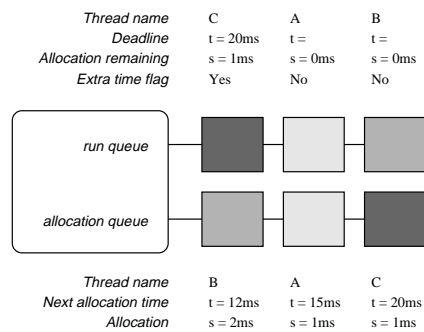 Thread name C A B
Deadline t = 20ms t = t =
Allocation remaining s = 1ms s = 0ms s = 0ms
Extra time flag Yes No No
run queue
allocation queue
Thread name B A C
Next allocation time t = 12ms t = 15ms t = 20ms
Allocation s = 2ms s = 1ms s = 1ms